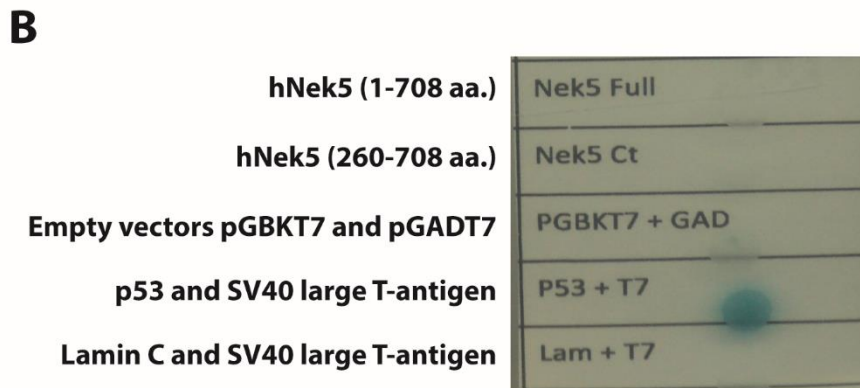 B
hNek5 (1-708 aa.)
Nek5 Full
hNek5 (260-708 aa.)
Nek5 Ct
Empty vectors pGBKT7 and pGADT7
PGBKT7 + GAD
p53 and SV40 large T-antigen
P53 + T7
Lamin C and SV40 large T-antigen
Lam + T7